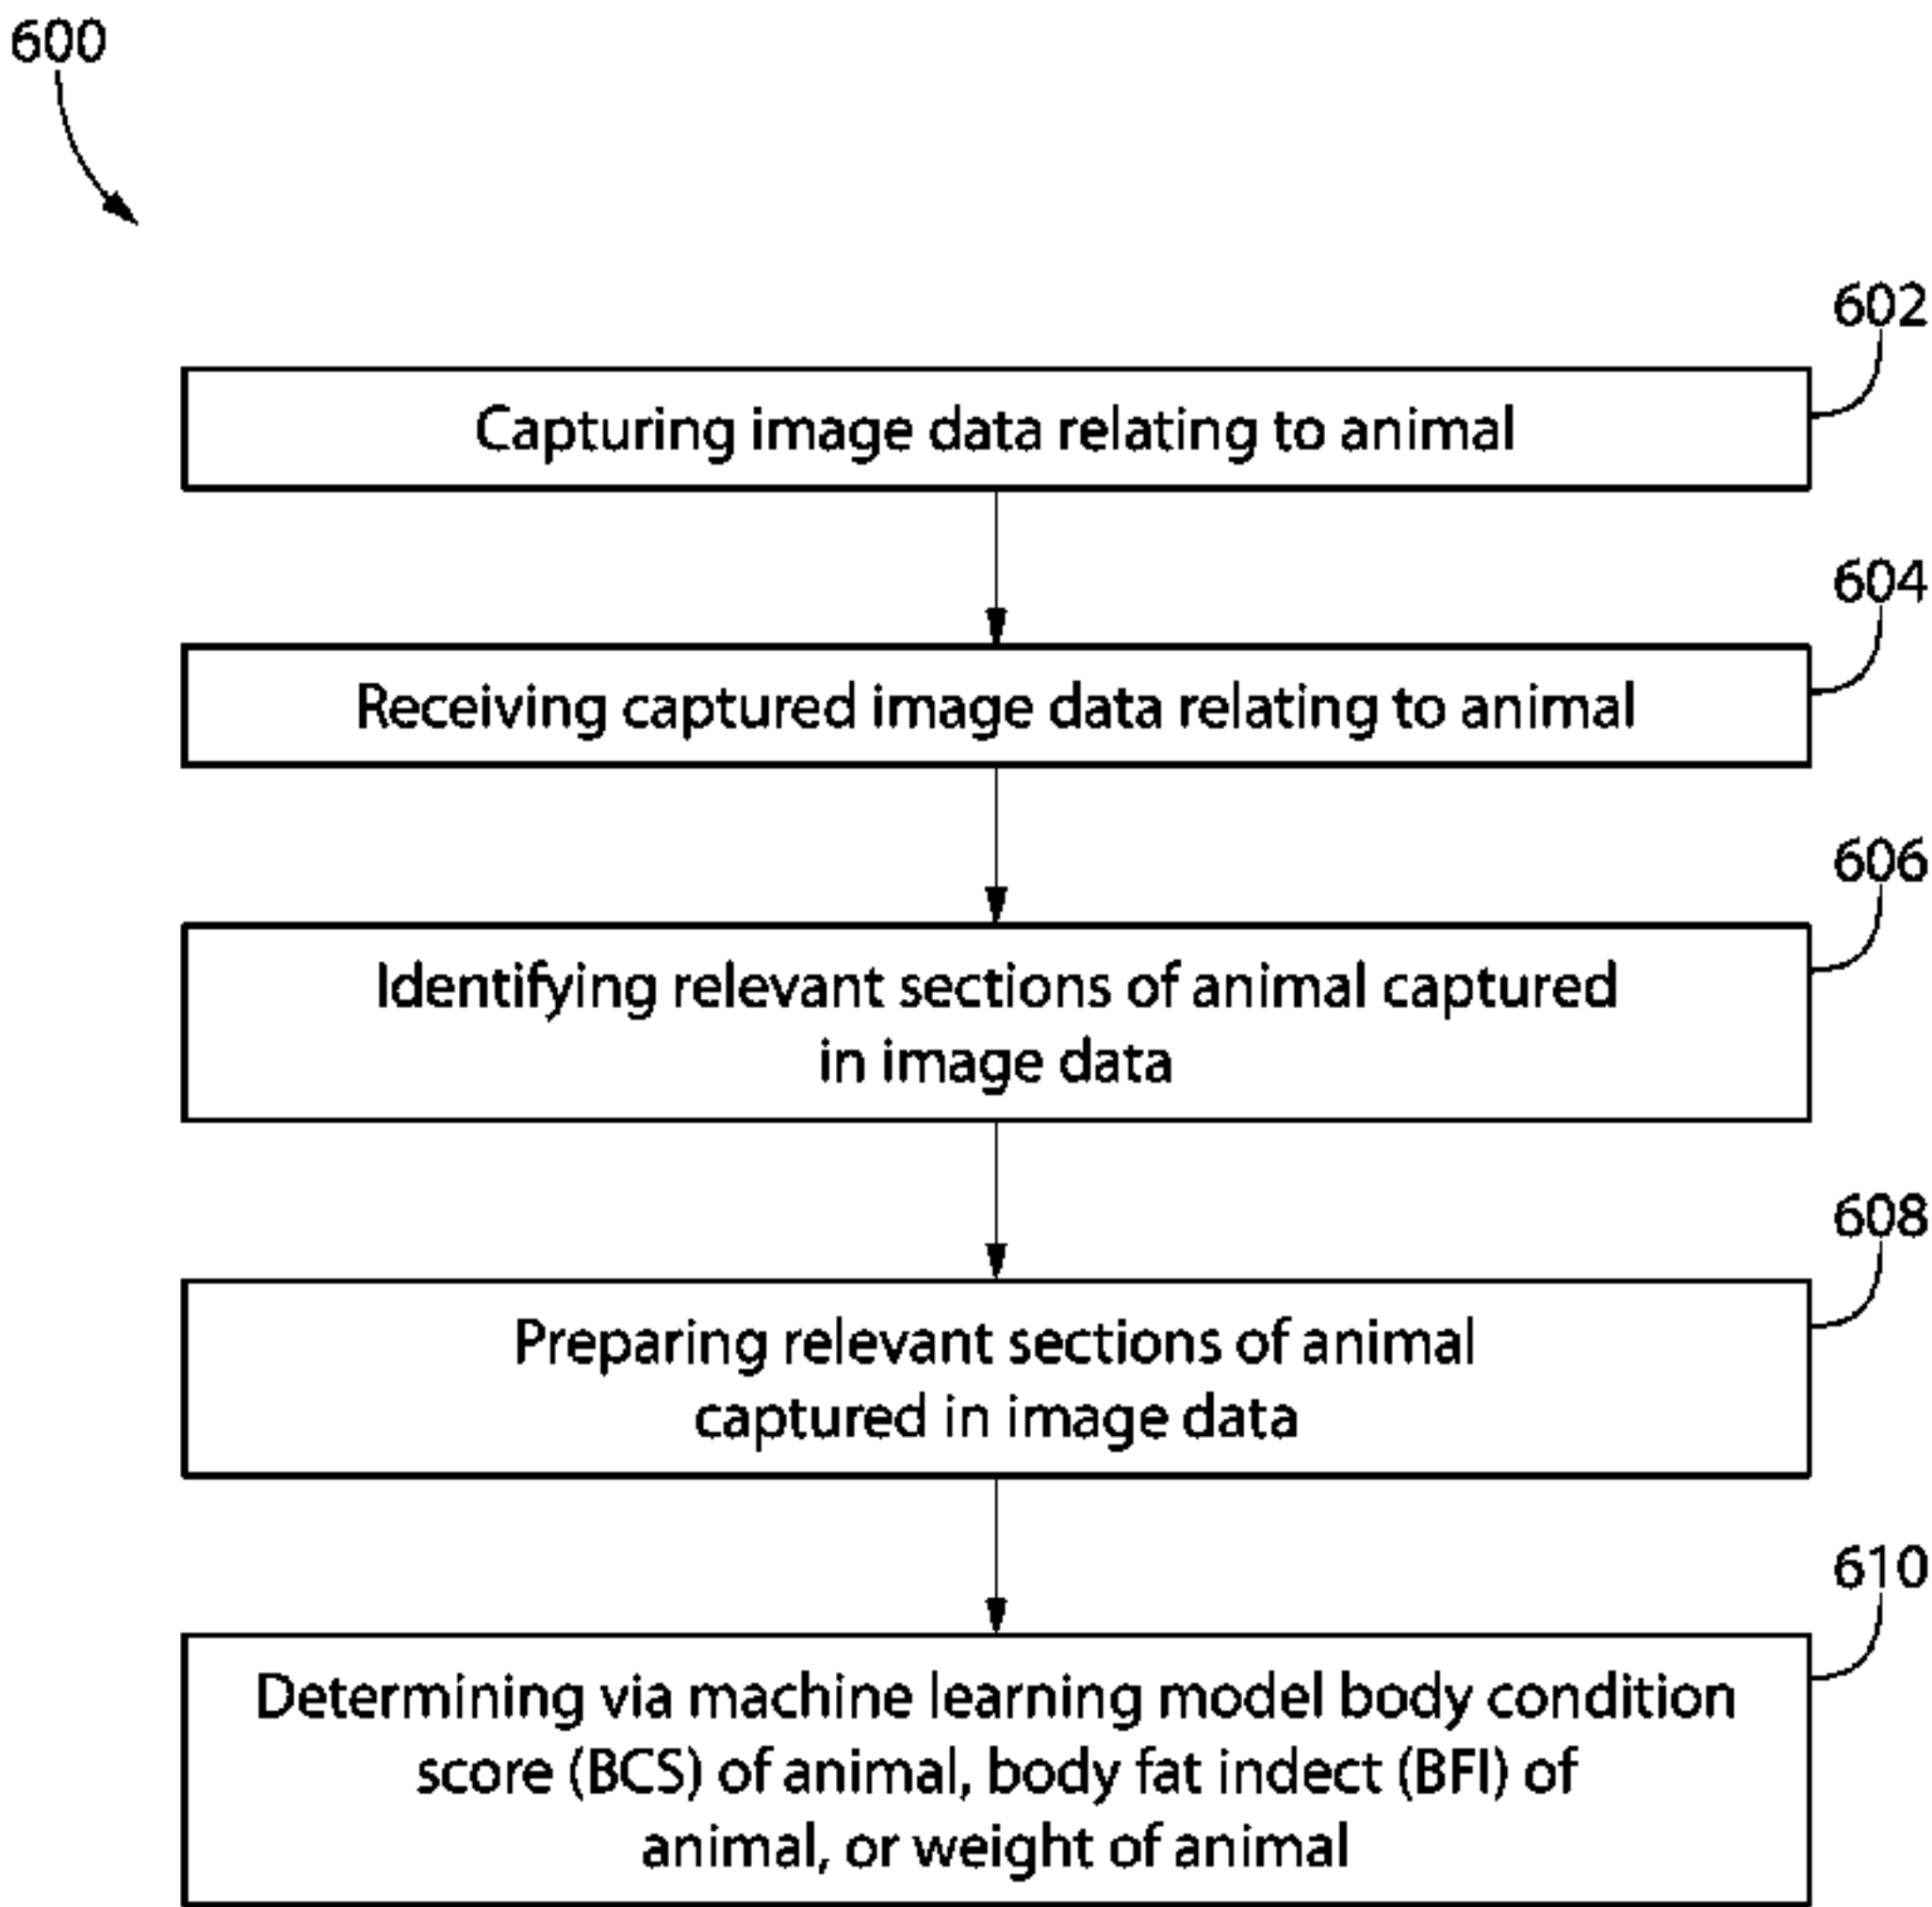 600
602
Capturing image data relating to animal
604
Receiving captured image data relating to animal
606
Identifying relevant sections of animal captured
in image data
608
Preparing relevant sections of animal
captured in image data
610
Determining via machine learning model body condition
score (BCS) of animal, body fat indect (BFI) of
animal, or weight of animal